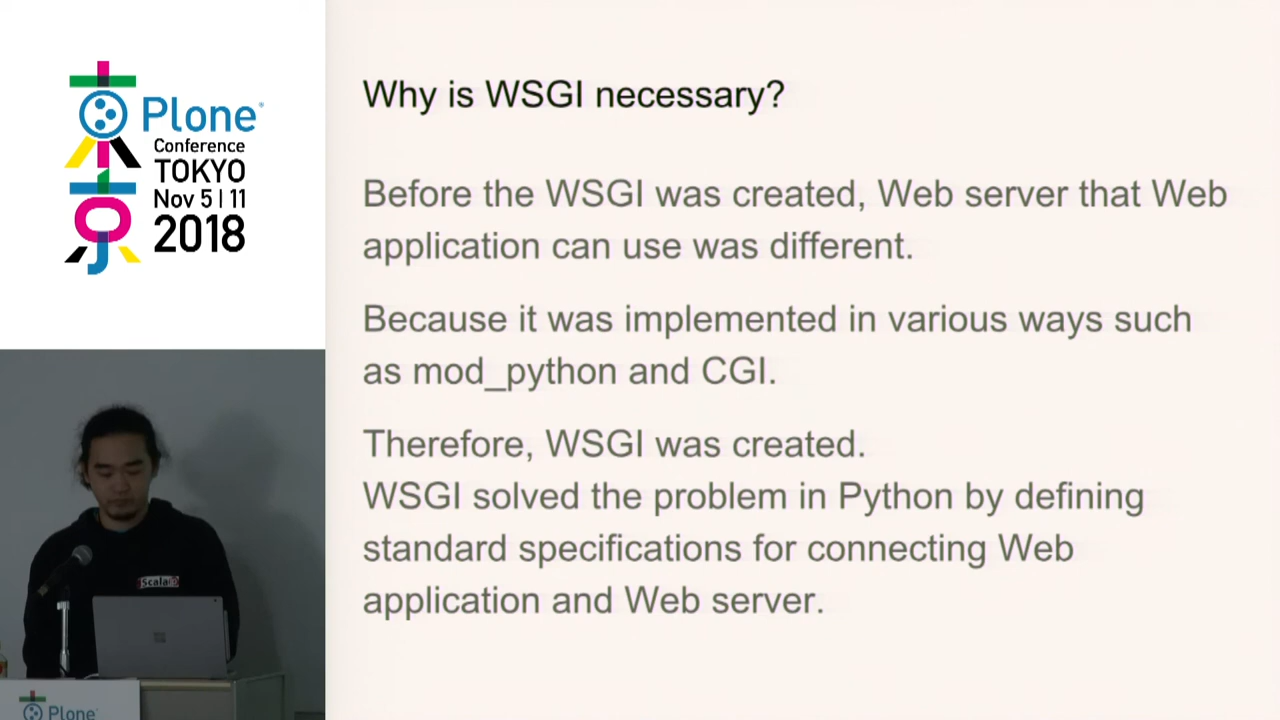 Plone
Conference
TOKYO
Nov 5 | 11
2018
Why is WSGI necessary?
Before the WSGI was created, Web server that Web
application can use was different.
Because it was implemented in various ways such
as mod_python and CGI.
Therefore, WSGI was created.
WSGI solved the problem in Python by defining
standard specifications for connecting Web
application and Web server.
Scala
Plone